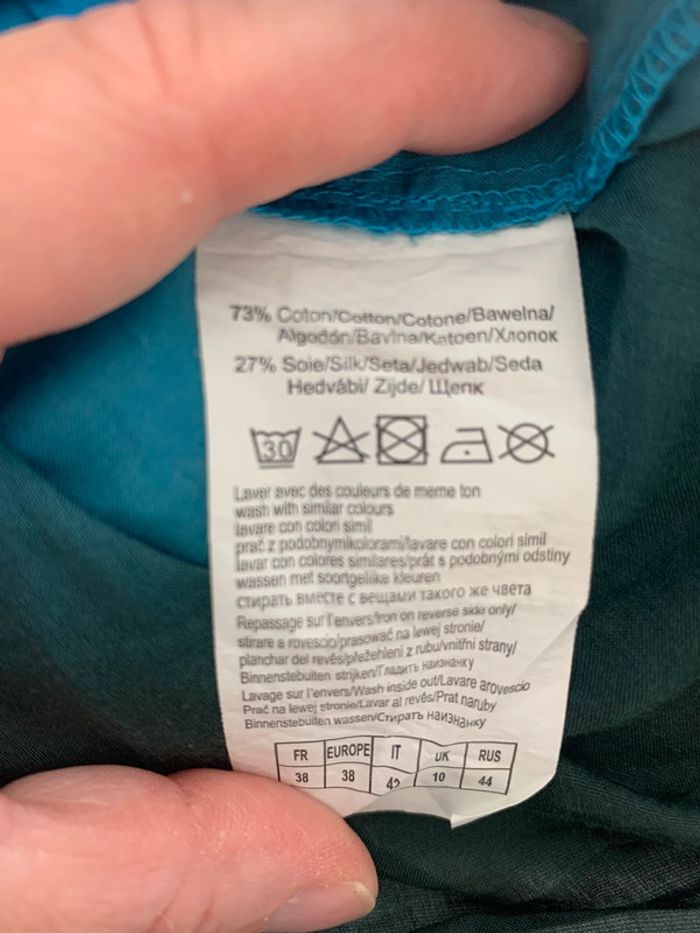 73% Coton/Cotton/Cotone/Bawelna/
Algodón/Bavlna/Katoen/Хлопок
27% Soie/Silk/Seta/Jedwab/Seda
Hedvábi/ Zijde/ Щепк
30
Laver avec des couleurs de meme ton
wash with similar colours
lavare con colori simil
prać z podobnymikolorami/lavare con colori simil
lavar con colores similares/prát s podobnými odstiny
wassen met soortgelijke kleuren
стирать вместе с вещами такого же чвета
Repassage sur l'envers/Iron on reverse side only/
stirare a rovescio/prasować na lewej stronie/
planchar del revés/přežehlení z rubu/vnitřní strany/
Binnenstebuiten strijken/Гладить наизнанку
Lavage sur l'envers/Wash inside out/Lavare arovescio
Prać na lewej stronie/Lavar al revés/Prat naruby
Binnenstebuiten wassen/Стирать наизнанку
FR EUROPE IT UK RUS
38 38 42 10 44